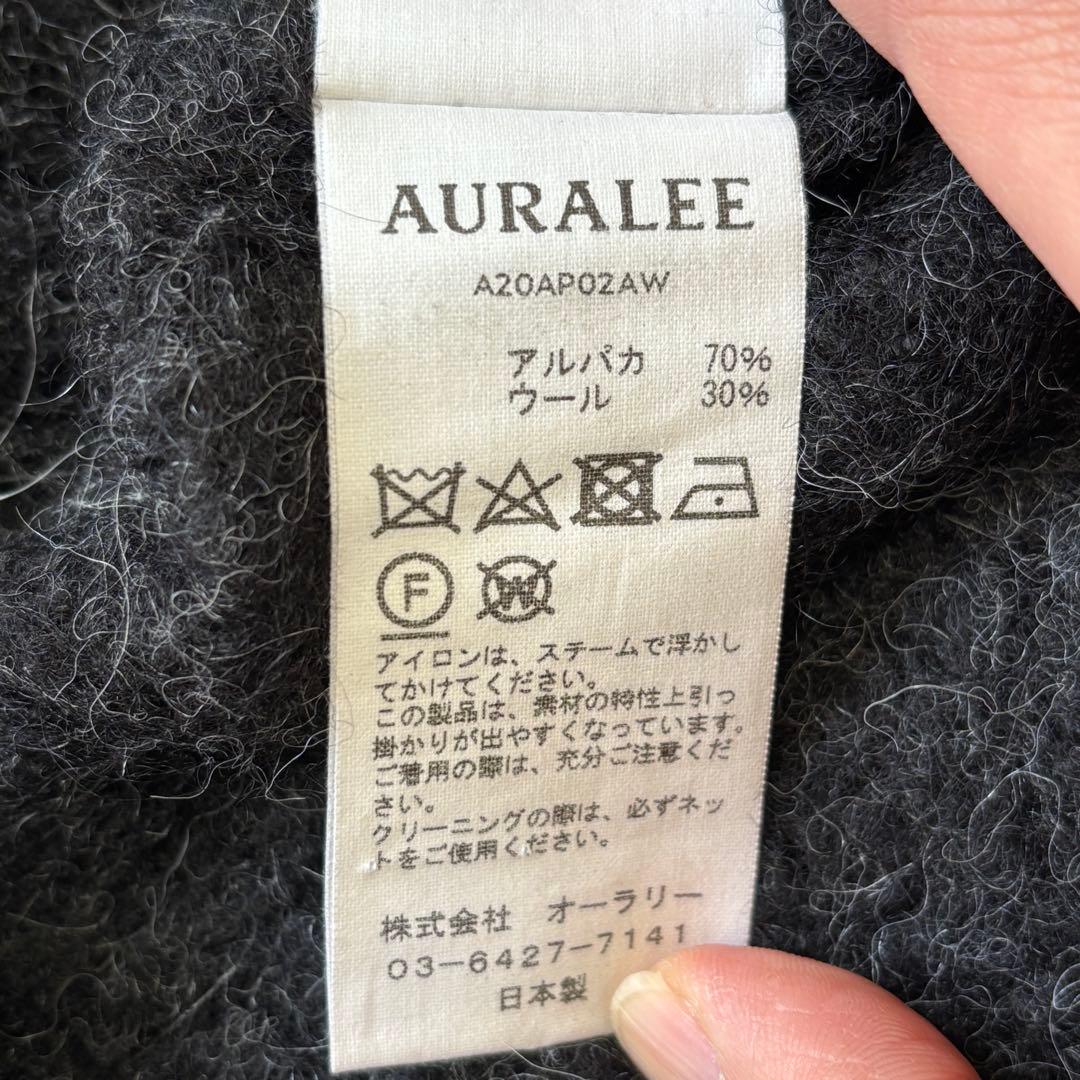 AURALEE
A20AP02AW
アルパカ 70%
ウール 30%
F
W
アイロンは、スチームで浮かし
てかけてください。
この製品は、素材の特性上引っ
掛かりが出やすくなっています。
ご着用の際は、充分ご注意くだ
さい。
クリーニングの際は、必ずネッ
トをご使用ください。
株式会社 オーラリー
03-6427-7141
日本製